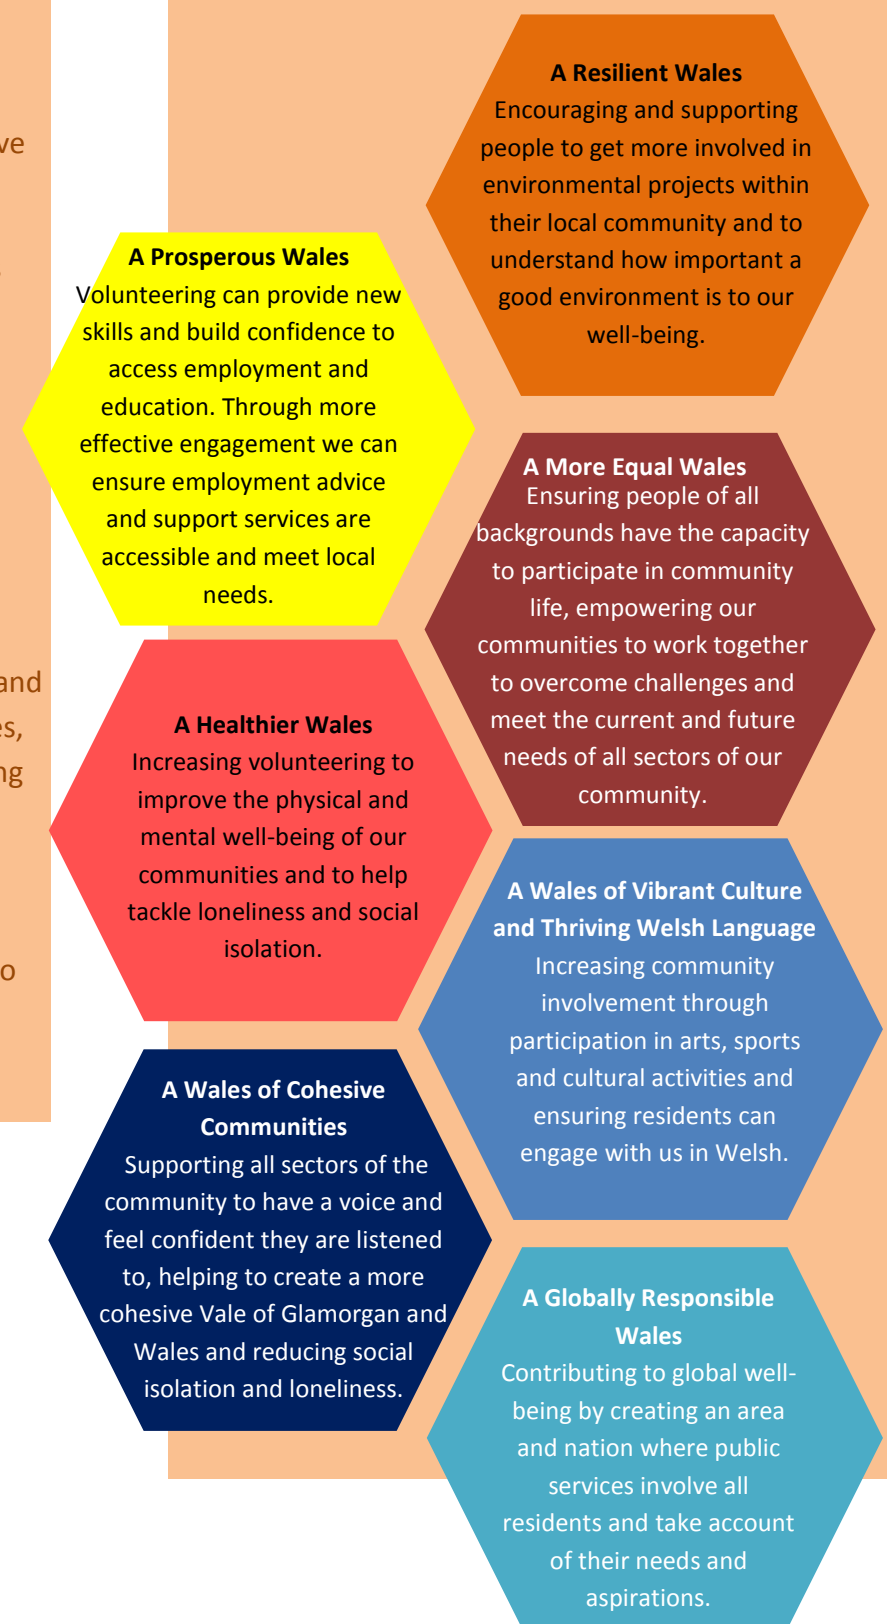 ve
and
es,
ng
o
A Resilient Wales
Encouraging and supporting
people to get more involved in
environmental projects within
their local community and to
understand how important a
good environment is to our
well-being.
A Prosperous Wales
Volunteering can provide new
skills and build confidence to
access employment and
education. Through more
effective engagement we can
ensure employment advice
and support services are
accessible and meet local
needs.
A More Equal Wales
Ensuring people of all
backgrounds have the capacity
to participate in community
life, empowering our
communities to work together
to overcome challenges and
meet the current and future
needs of all sectors of our
community.
A Healthier Wales
Increasing volunteering to
improve the physical and
mental well-being of our
communities and to help
tackle loneliness and social
isolation.
A Wales of Vibrant Culture
and Thriving Welsh Language
Increasing community
involvement through
participation in arts, sports
and cultural activities and
ensuring residents can
engage with us in Welsh.
A Wales of Cohesive
Communities
Supporting all sectors of the
community to have a voice and
feel confident they are listened
to, helping to create a more
cohesive Vale of Glamorgan and
Wales and reducing social
isolation and loneliness.
A Globally Responsible
Wales
Contributing to global well-
being by creating an area
and nation where public
services involve all
residents and take account
of their needs and
aspirations.